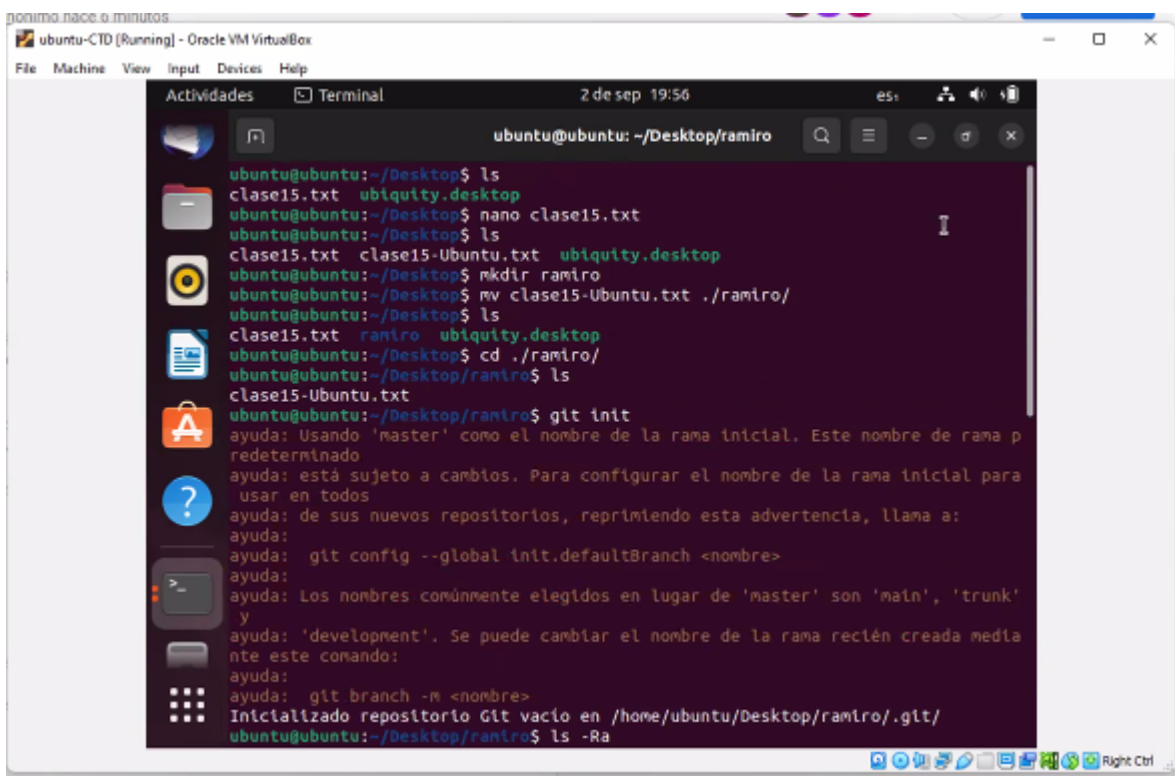 nonimo hace 6 minutos
ubuntu-CTD [Running] - Oracle VM VirtualBox
File Machine View Input Devices Help
Actividades Terminal 2 de sep 19:56 es₁
ubuntu@ubuntu: ~/Desktop/ramiro
ubuntu@ubuntu:~/Desktop$ ls
clase15.txt ubiquity.desktop
ubuntu@ubuntu:~/Desktop$ nano clase15.txt
ubuntu@ubuntu:~/Desktop$ ls
clase15.txt clase15-Ubuntu.txt ubiquity.desktop
ubuntu@ubuntu:~/Desktop$ mkdir ramiro
ubuntu@ubuntu:~/Desktop$ mv clase15-Ubuntu.txt ./ramiro/
ubuntu@ubuntu:~/Desktop$ ls
clase15.txt ramiro ubiquity.desktop
ubuntu@ubuntu:~/Desktop$ cd ./ramiro/
ubuntu@ubuntu:~/Desktop/ramiro$ ls
clase15-Ubuntu.txt
ubuntu@ubuntu:~/Desktop/ramiro$ git init
ayuda: Usando 'master' como el nombre de la rama inicial. Este nombre de rama p
redeterminado
ayuda: está sujeto a cambios. Para configurar el nombre de la rama inicial para
usar en todos
ayuda: de sus nuevos repositorios, reprimiendo esta advertencia, llama a:
ayuda:
ayuda: git config --global init.defaultBranch <nombre>
ayuda:
ayuda: Los nombres comúnmente elegidos en lugar de 'master' son 'main', 'trunk'
y
ayuda: 'development'. Se puede cambiar el nombre de la rama recién creada media
nte este comando:
ayuda:
ayuda: git branch -m <nombre>
Inicializado repositorio Git vacío en /home/ubuntu/Desktop/ramiro/.git/
ubuntu@ubuntu:~/Desktop/ramiro$ ls -Ra
Right Ctrl